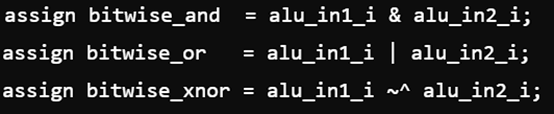 assign bitwise_and  = alu_in1_i & alu_in2_i;
assign bitwise_or   = alu_in1_i | alu_in2_i;
assign bitwise_xnor = alu_in1_i ~^ alu_in2_i;